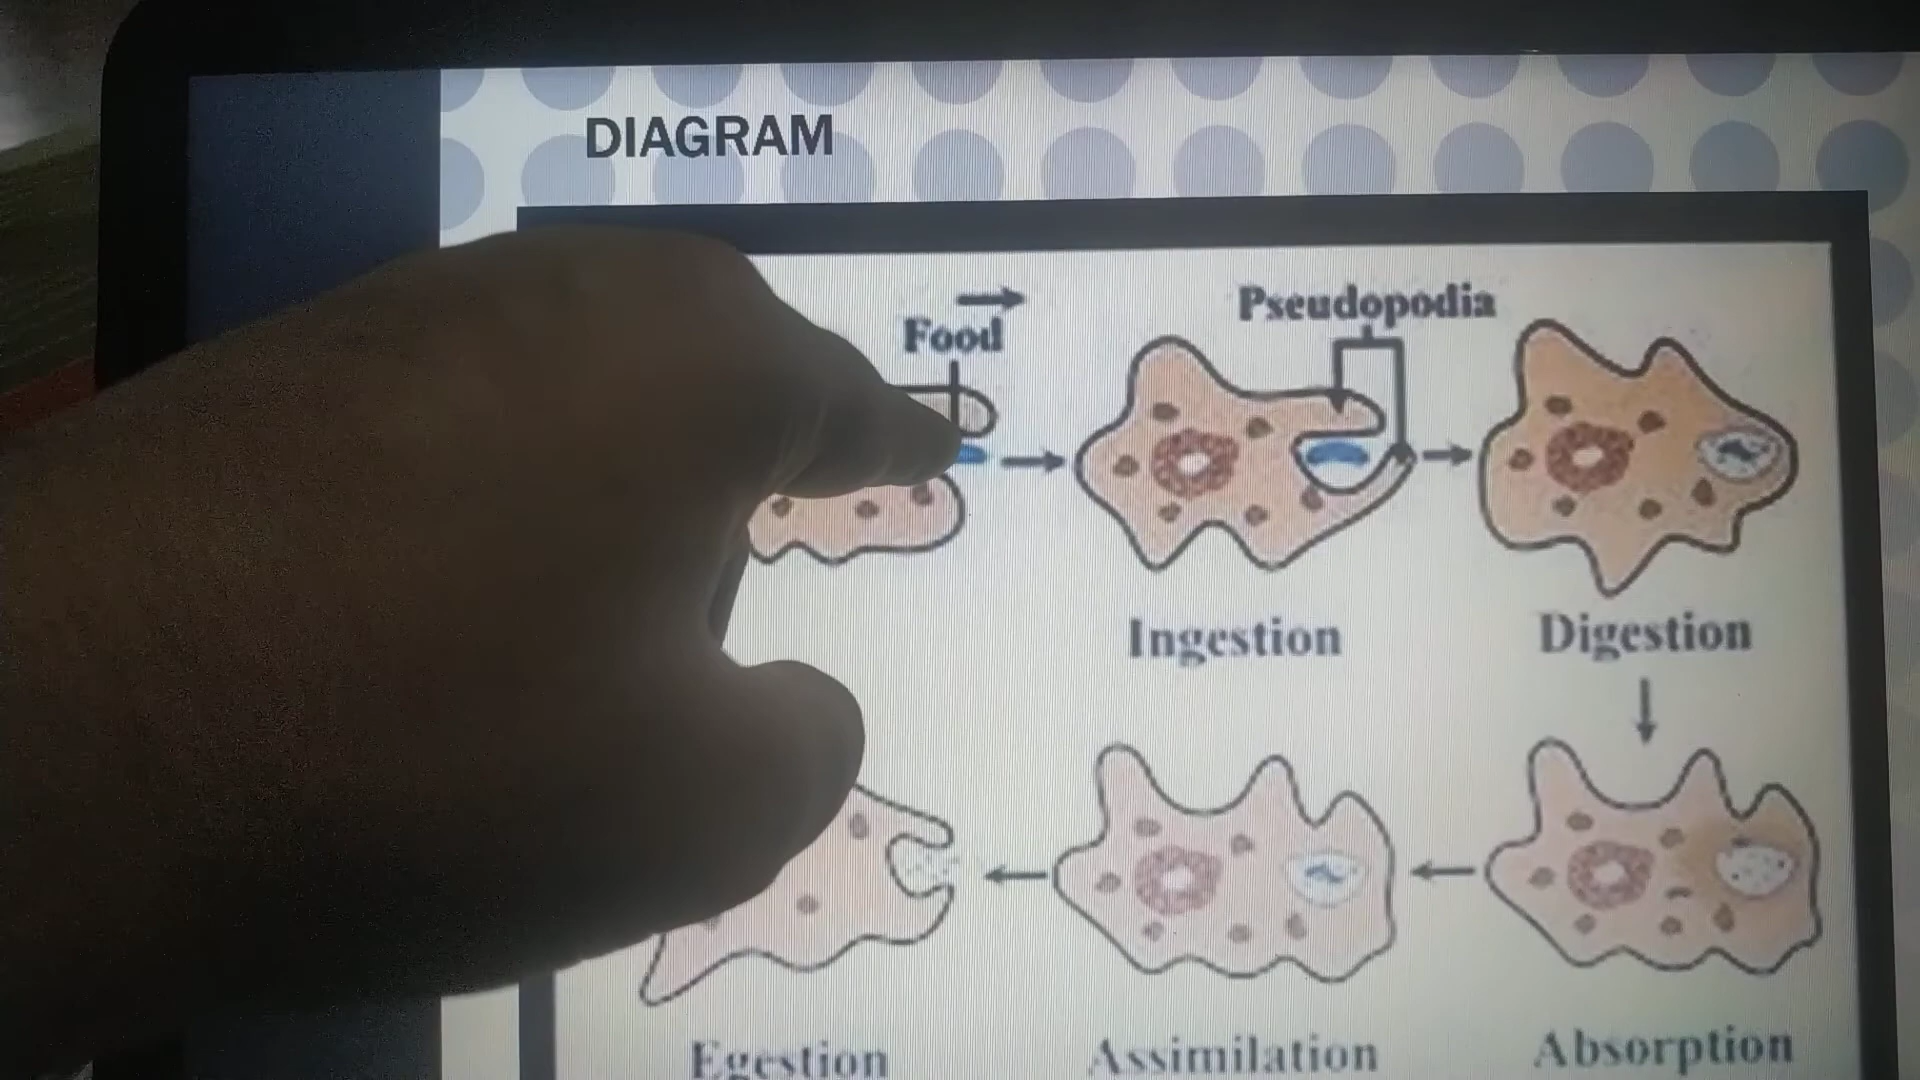 DIAGRAM
Food
Pseudopodia
Ingestion
Digestion
Egestion
Assimilation
Absorption